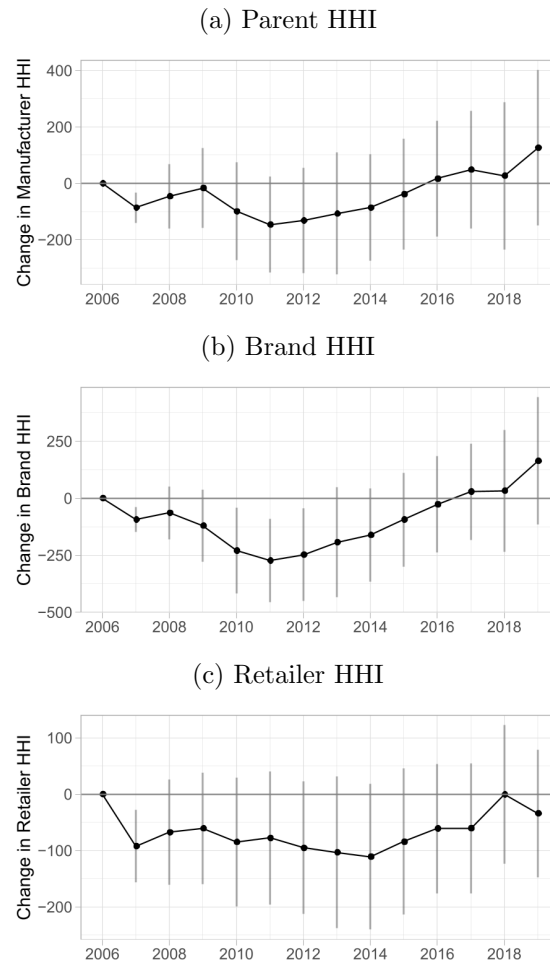 (a) Parent HHI
Change in Manufacturer HHI
400
200
0
−200
2006 2008 2010 2012 2014 2016 2018
(b) Brand HHI
Change in Brand HHI
250
0
−250
−500
2006 2008 2010 2012 2014 2016 2018
(c) Retailer HHI
Change in Retailer HHI
100
0
−100
−200
2006 2008 2010 2012 2014 2016 2018